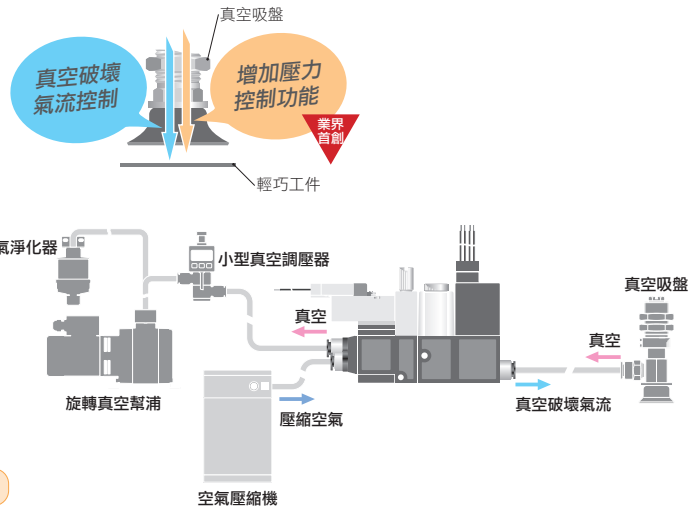 真空吸盤
真空破壞
氣流控制
增加壓力
控制功能
業界
首創
輕巧工件
氣淨化器
小型真空調壓器
真空吸盤
真空
真空
旋轉真空幫浦
壓縮空氣
真空破壞氣流
空氣壓縮機